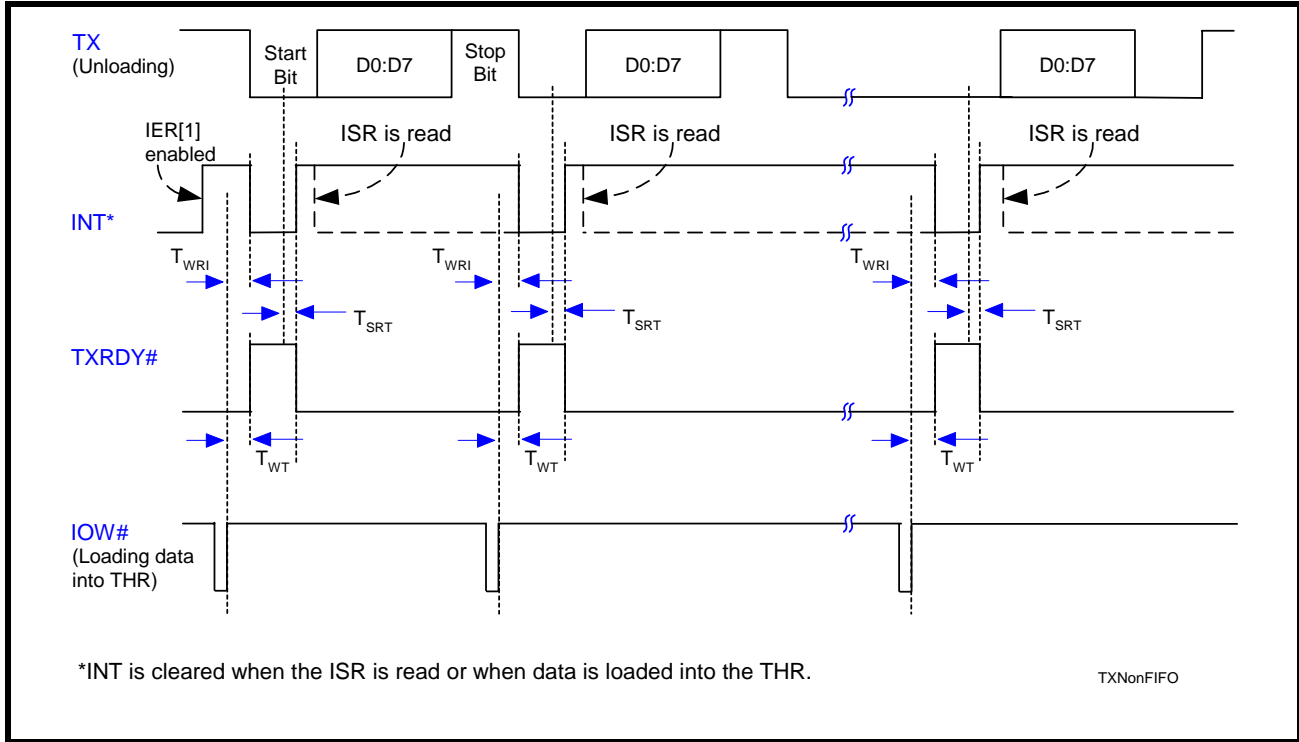 TX
(Unloading)
Start
Bit
D0:D7
Stop
Bit
D0:D7
D0:D7
IER[1]
enabled
ISR is read
ISR is read
ISR is read
INT*
TWRI
TWRI
TWRI
TSRT
TSRT
TSRT
TXRDY#
TWT
TWT
TWT
IOW#
(Loading data
into THR)
*INT is cleared when the ISR is read or when data is loaded into the THR.
TXNonFIFO